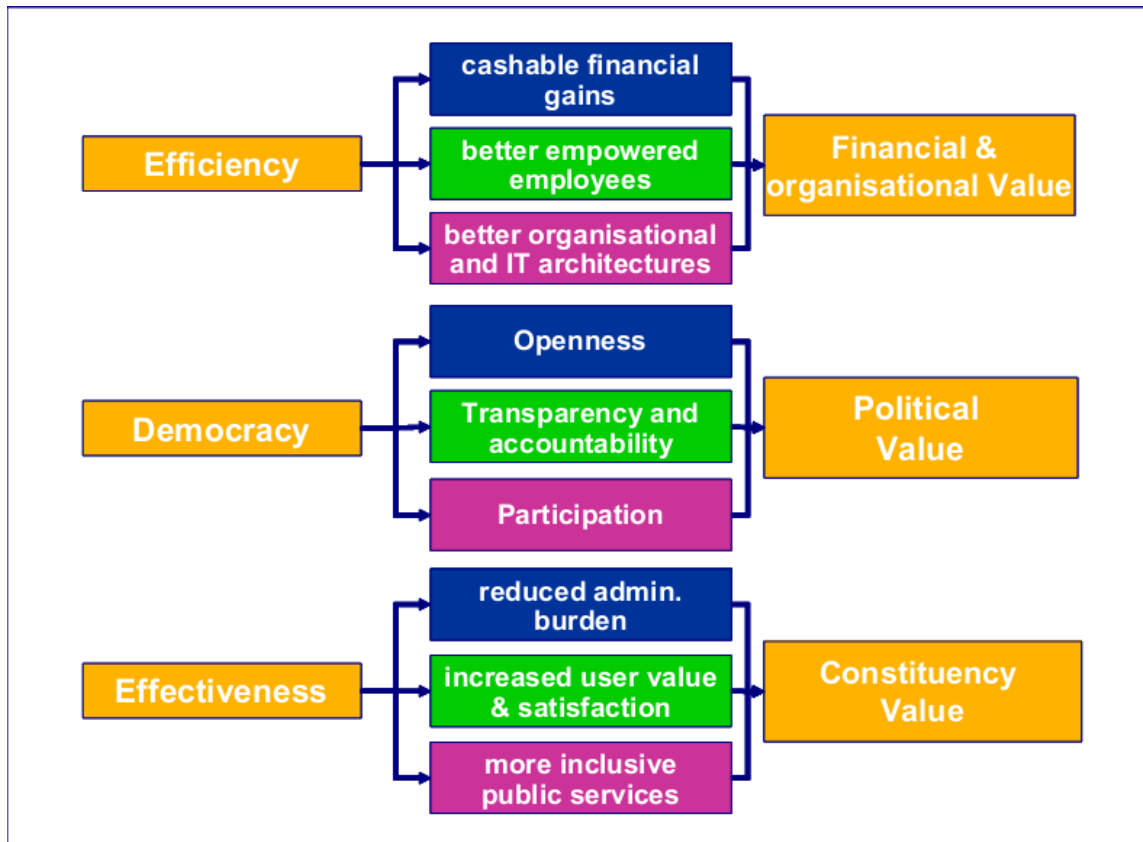 cashable financial
gains
Efficiency
better empowered
employees
better organisational
and IT architectures
Financial &
organisational Value
Openness
Democracy
Transparency and
accountability
Participation
Political
Value
reduced admin.
burden
Effectiveness
increased user value
& satisfaction
more inclusive
public services
Constituency
Value